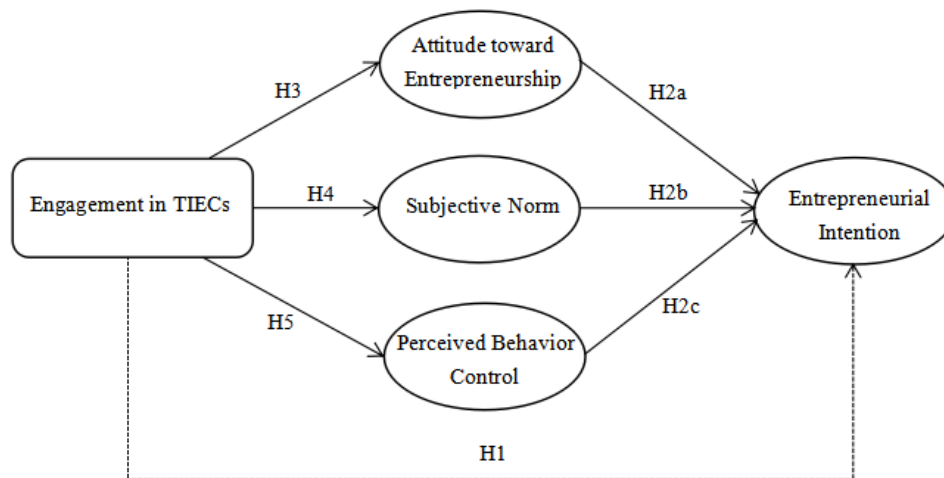 Attitude toward
Entrepreneurship
H3
H2a
Engagement in TIECs
H4
Subjective Norm
H2b
Entrepreneurial
Intention
H5
Perceived Behavior
Control
H2c
H1